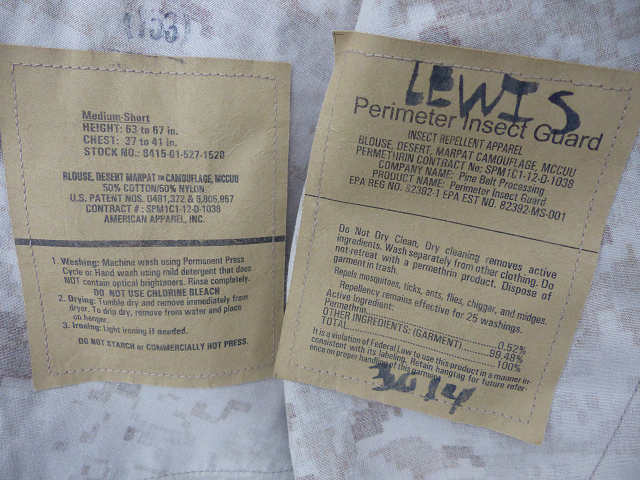 (103)
Medium-Short
HEIGHT: 63 to 67 in.
CHEST: 37 to 41 in.
STOCK NO.: 8415-01-527-1520
BLOUSE, DESERT MARPAT™ CAMOUFLAGE, MCCUU
50% COTTON/50% NYLON
U.S. PATENT NOS. 0491,372 & 6,805,957
CONTRACT # : SPM1C1-12-D-1038
AMERICAN APPAREL, INC.
1. Washing: Machine wash using Permanent Press
Cycle or Hand wash using mild detergent that does
NOT contain optical brighteners. Rinse completely.
DO NOT USE CHLORINE BLEACH
2. Drying: Tumble dry and remove immediately from
dryer. To drip dry, remove from water and place
on hanger.
3. Ironing: Light ironing if needed.
DO NOT STARCH or COMMERCIALLY HOT PRESS.
LEWIS
Perimeter Insect Guard
INSECT REPELLENT APPAREL
BLOUSE, DESERT, MARPAT CAMOUFLAGE, MCCUU
PERMETHRIN CONTRACT No: SPM1C1-12-D-1038
COMPANY NAME: Pine Belt Processing
PRODUCT NAME: Perimeter Insect Guard
EPA REG NO. 82392-1 EPA EST NO. 82392-MS-001
Do Not Dry Clean, Dry cleaning removes active
ingredients. Wash separately from other clothing. Do
not-retreat with a permethrin product. Dispose of
garment in trash.
Repels mosquitoes, ticks, ants, flies, chigger, and midges.
Repellency remains effective for 25 washings.
Active Ingredient:
Permethrin..........0.52%
OTHER INGREDIENTS: (GARMENT)..........99.48%
TOTAL..........100%
It is a violation of Federal Law to use this product in a manner in-
consistent with its labeling. Retain hangtag for future refer-
ence on proper handling of this garment
3034